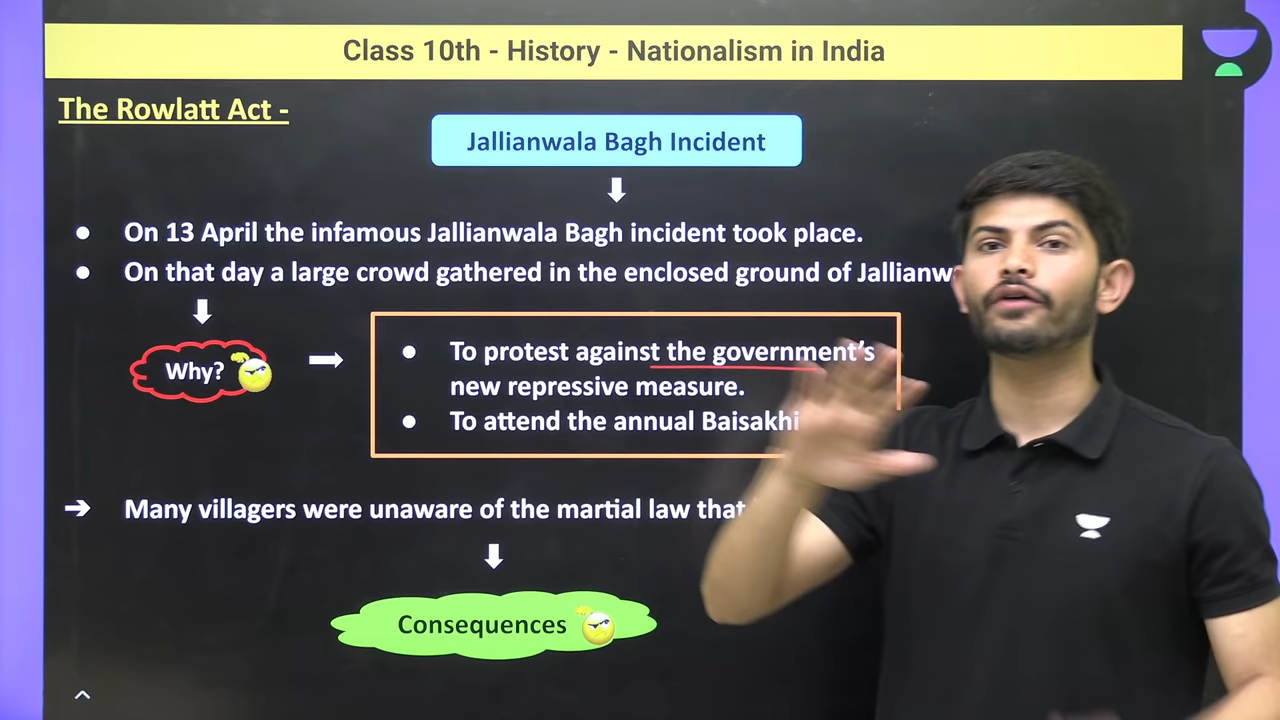 Class 10th - History - Nationalism in India
The Rowlatt Act -
Jallianwala Bagh Incident
On 13 April the infamous Jallianwala Bagh incident took place.
On that day a large crowd gathered in the enclosed ground of
Why?
To protest against the government's
new repressive measure.
To attend the annual Baisakhi
Many villagers were unaware of the martial law that
Consequences